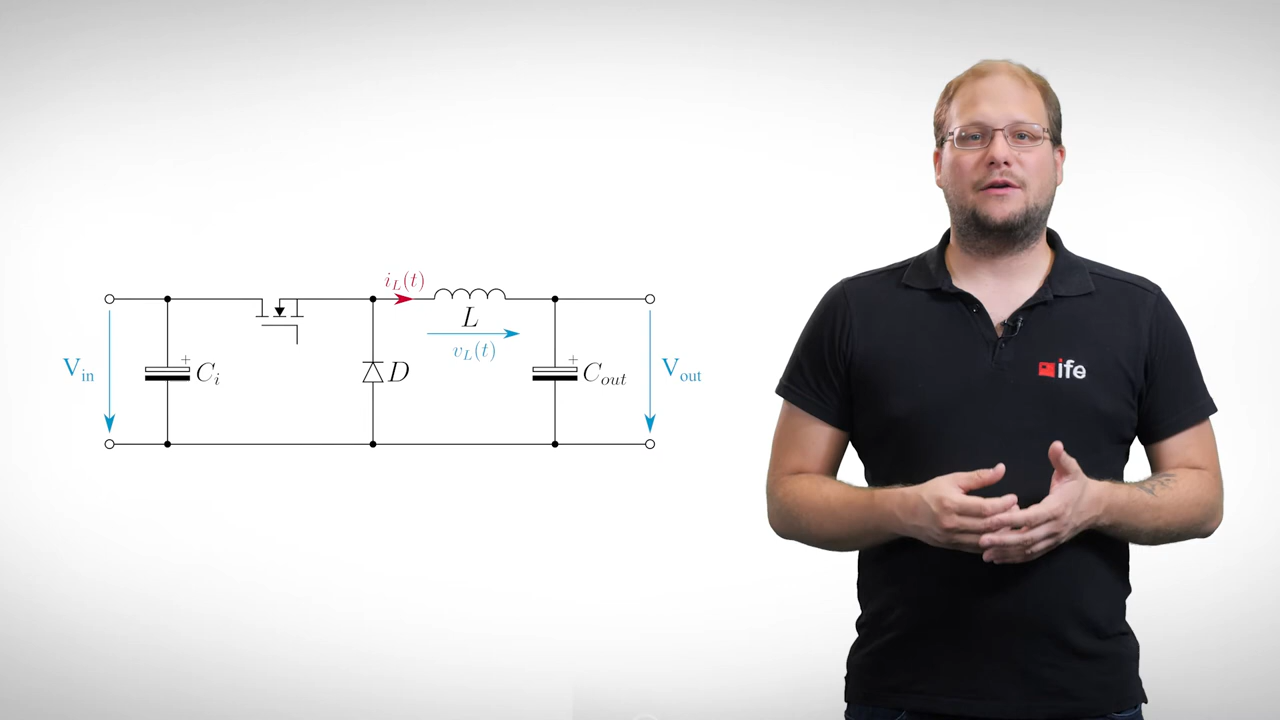 i_L(t)
L
v_L(t)
V_in
+
C_i
D
+
C_out
V_out
ife